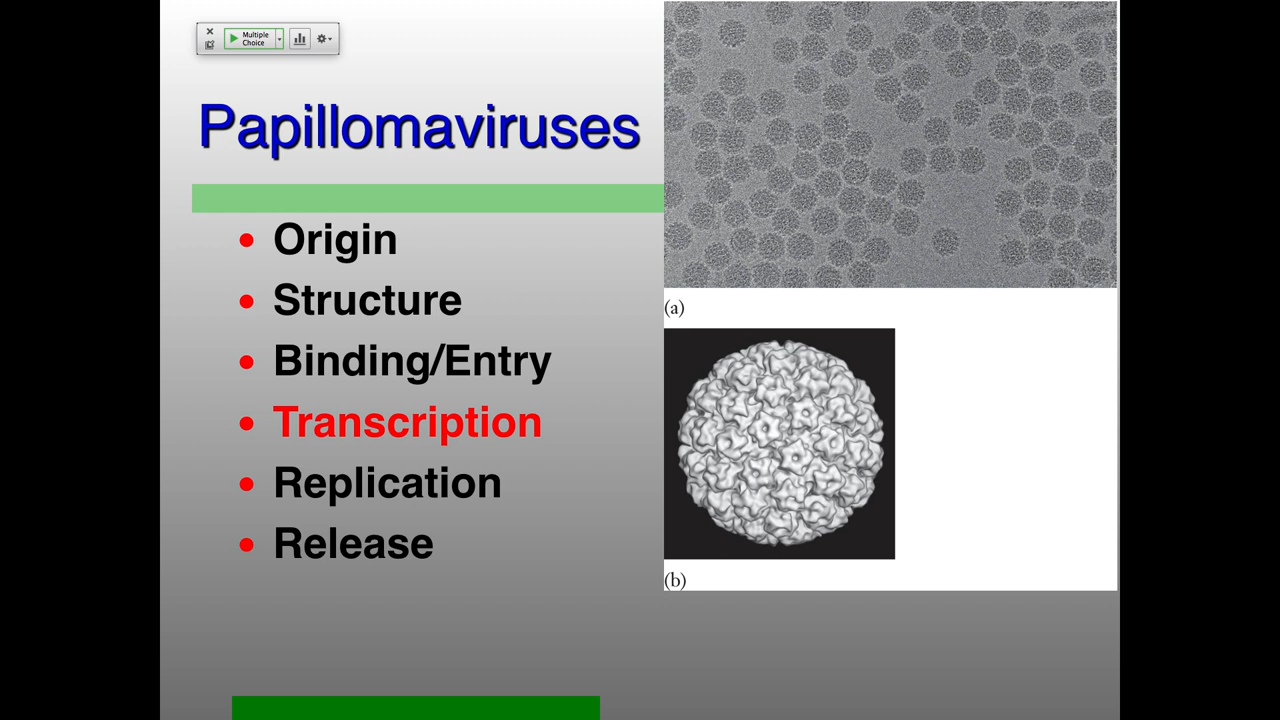 Multiple
Choice
Papillomaviruses
• Origin
• Structure
• Binding/Entry
• Transcription
• Replication
• Release
(a)
(b)